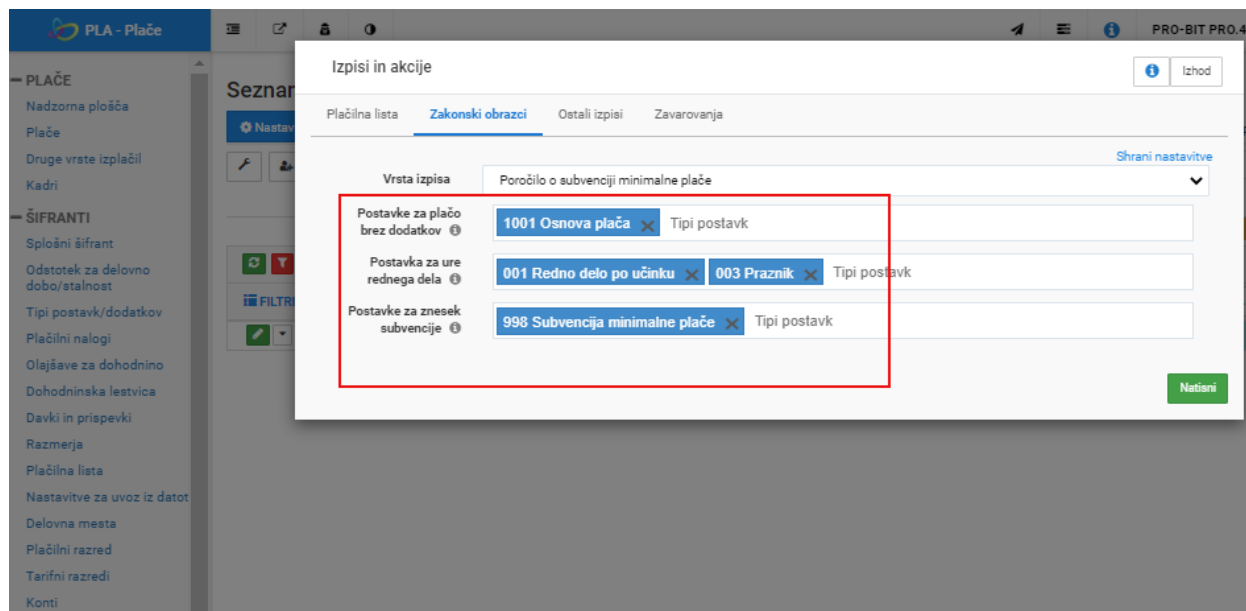 PLA - Plače
PRO-BIT PRO.4
PLAČE
Nadzorna plošča
Plače
Druge vrste izplačil
Kadri
ŠIFRANTI
Splošni šifrant
Odstotek za delovno
dobo/stalnost
Tipi postavk/dodatkov
Plačilni nalogi
Olajšave za dohodnino
Dohodninska lestvica
Davki in prispevki
Razmerja
Plačilna lista
Nastavitve za uvoz iz datot
Delovna mesta
Plačilni razred
Tarifni razredi
Konti
Seznar
Nastav
FILTRI
Izpisi in akcije
Izhod
Plačilna lista Zakonski obrazci Ostali izpisi Zavarovanja
Shrani nastavitve
Vrsta izpisa Poročilo o subvenciji minimalne plače
Postavke za plačo
brez dodatkov 1001 Osnova plača Tipi postavk
Postavka za ure
rednega dela 001 Redno delo po učinku 003 Praznik Tipi postavk
Postavke za znesek
subvencije 998 Subvencija minimalne plače Tipi postavk
Natisni